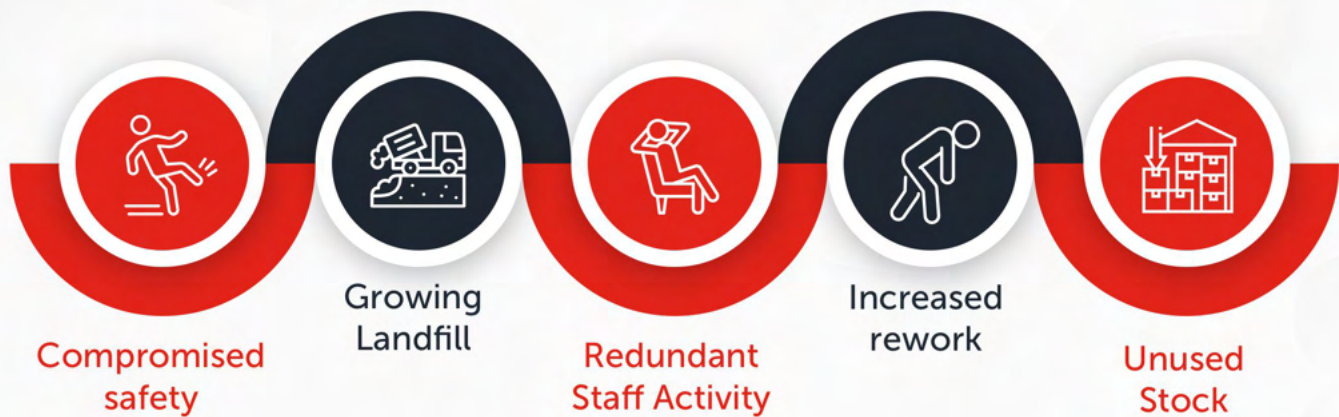 Compromised
safety
Growing
Landfill
Redundant
Staff Activity
Increased
rework
Unused
Stock